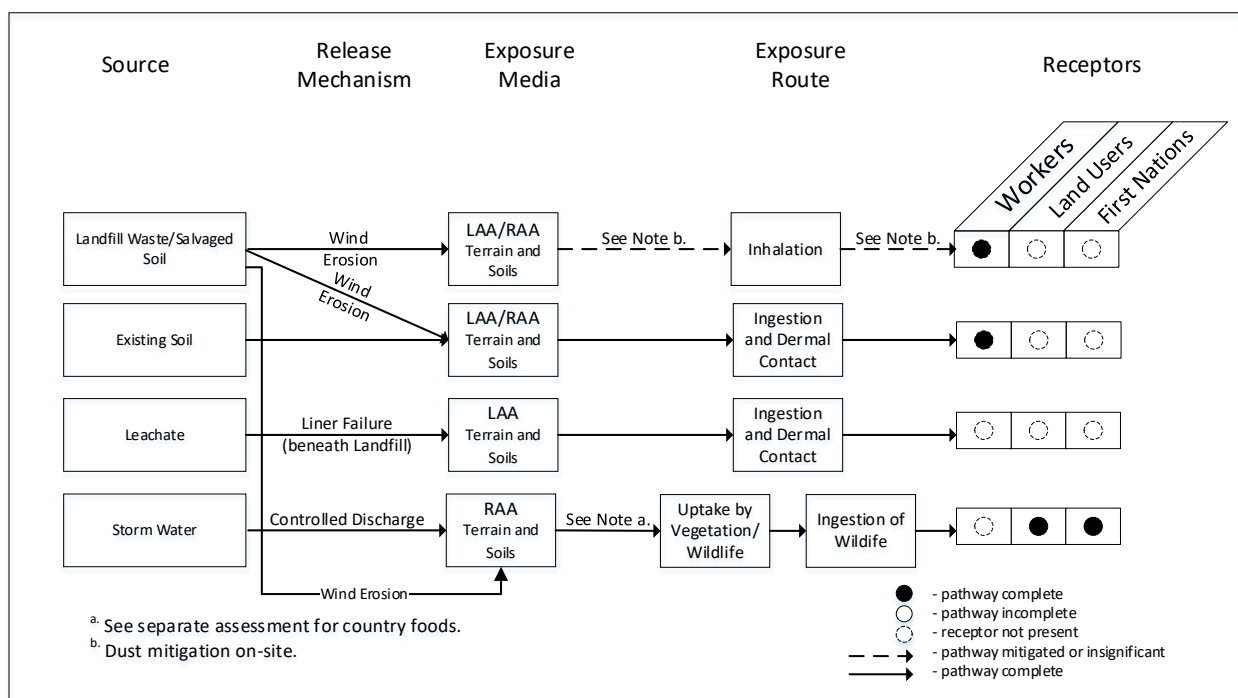 Source
Release
Mechanism
Exposure
Media
Exposure
Route
Receptors
Workers
Land Users
First Nations
Landfill Waste/Salvaged
Soil
Wind
Erosion
Wind
Erosion
LAA/RAA
Terrain and
Soils
See Note b.
Inhalation
See Note b.
Existing Soil
LAA/RAA
Terrain and
Soils
Ingestion
and Dermal
Contact
Leachate
Liner Failure
(beneath Landfill)
LAA
Terrain and
Soils
Ingestion
and Dermal
Contact
Storm Water
Controlled Discharge
RAA
Terrain and
Soils
See Note a.
Uptake by
Vegetation/
Wildlife
Ingestion of
Wildife
Wind Erosion
a. See separate assessment for country foods.
b. Dust mitigation on-site.
- pathway complete
- pathway incomplete
- receptor not present
- pathway mitigated or insignificant
- pathway complete